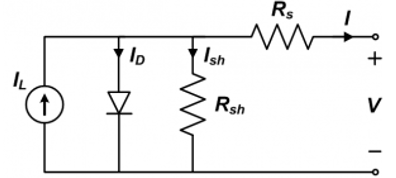 R_s I
I_L I_D I_sh +
R_sh V
−